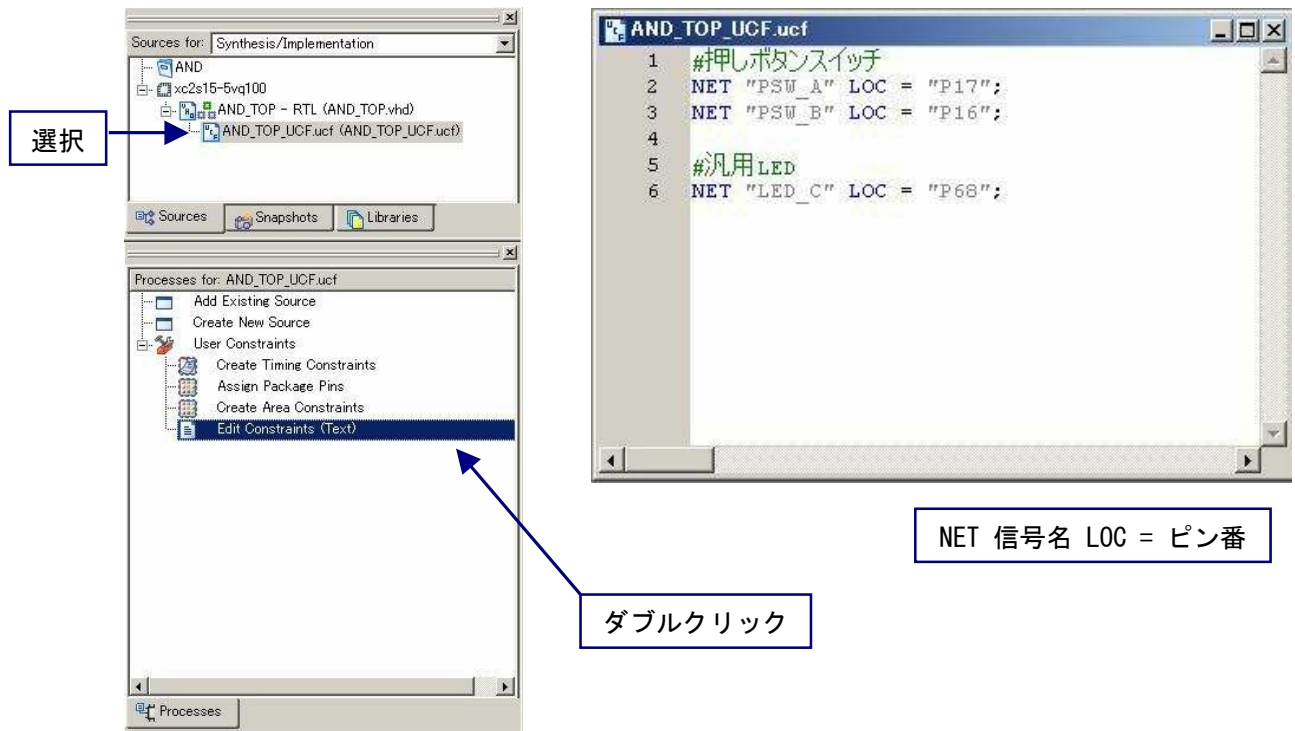 Sources for: Synthesis/Implementation
AND
xc2s15-5vq100
AND_TOP - RTL (AND_TOP.vhd)
AND_TOP_UCF.ucf (AND_TOP_UCF.ucf)
選択
Sources
Snapshots
Libraries
Processes for: AND_TOP_UCF.ucf
Add Existing Source
Create New Source
User Constraints
Create Timing Constraints
Assign Package Pins
Create Area Constraints
Edit Constraints (Text)
Processes
AND_TOP_UCF.ucf
1 #押しボタンスイッチ
2 NET "PSW_A" LOC = "P17";
3 NET "PSW_B" LOC = "P16";
4
5 #汎用LED
6 NET "LED_C" LOC = "P68";
NET 信号名 LOC = ピン番
ダブルクリック